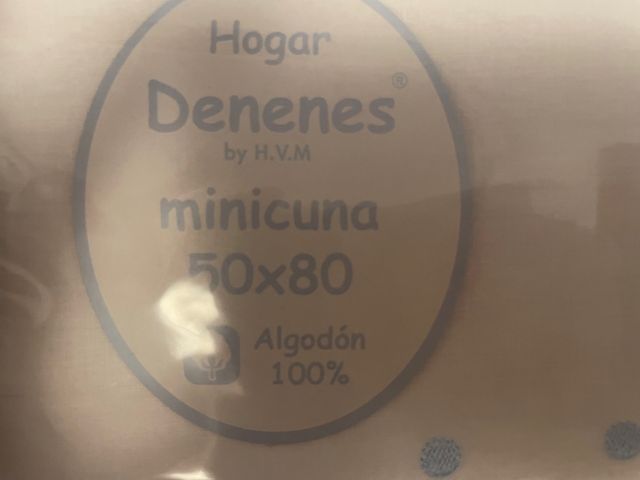 Hogar
Denenes®
by H.V.M
minicuna
50x80
Algodón
100%